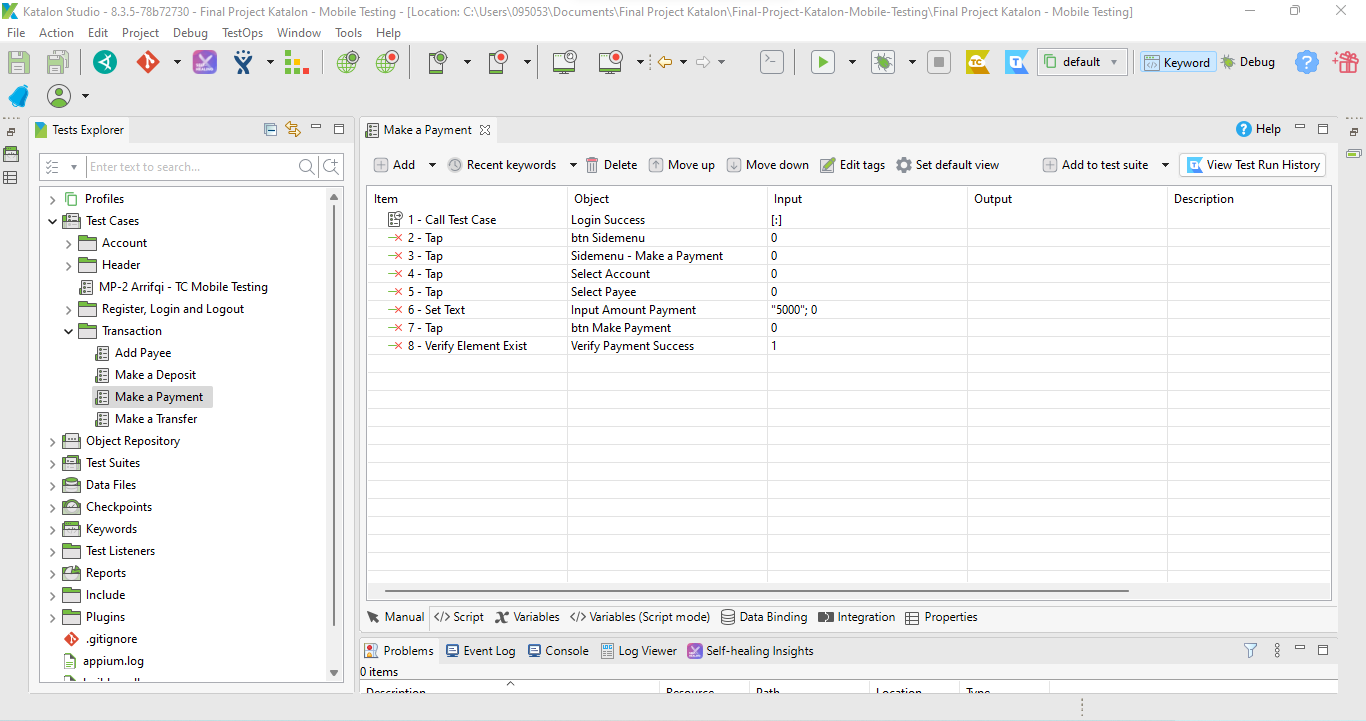 Katalon Studio - 8.3.5-78b72730 - Final Project Katalon - Mobile Testing - [Location: C:\Users\095053\Documents\Final Project Katalon\Final-Project-Katalon-Mobile-Testing\Final Project Katalon - Mobile Testing]
File Action Edit Project Debug TestOps Window Tools Help
default Keyword Debug
Tests Explorer
Enter text to search...
Profiles
Test Cases
Account
Header
MP-2 Arrifqi - TC Mobile Testing
Register, Login and Logout
Transaction
Add Payee
Make a Deposit
Make a Payment
Make a Transfer
Object Repository
Test Suites
Data Files
Checkpoints
Keywords
Test Listeners
Reports
Include
Plugins
.gitignore
appium.log
Make a Payment Help
Add Recent keywords Delete Move up Move down Edit tags Set default view Add to test suite View Test Run History
Item Object Input Output Description
1 - Call Test Case Login Success [:]
2 - Tap btn Sidemenu 0
3 - Tap Sidemenu - Make a Payment 0
4 - Tap Select Account 0
5 - Tap Select Payee 0
6 - Set Text Input Amount Payment "5000"; 0
7 - Tap btn Make Payment 0
8 - Verify Element Exist Verify Payment Success 1
Manual </> Script Variables </> Variables (Script mode) Data Binding Integration Properties
Problems Event Log Console Log Viewer Self-healing Insights
0 items
Description Resource Path Location Type